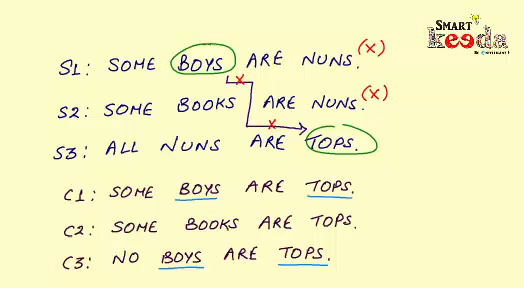 SMART
keeda
S1: SOME BOYS ARE NUNS. (x)
S2: SOME BOOKS ARE NUNS. (x)
S3: ALL NUNS ARE TOPS.
C1: SOME BOYS ARE TOPS.
C2: SOME BOOKS ARE TOPS.
C3: NO BOYS ARE TOPS.